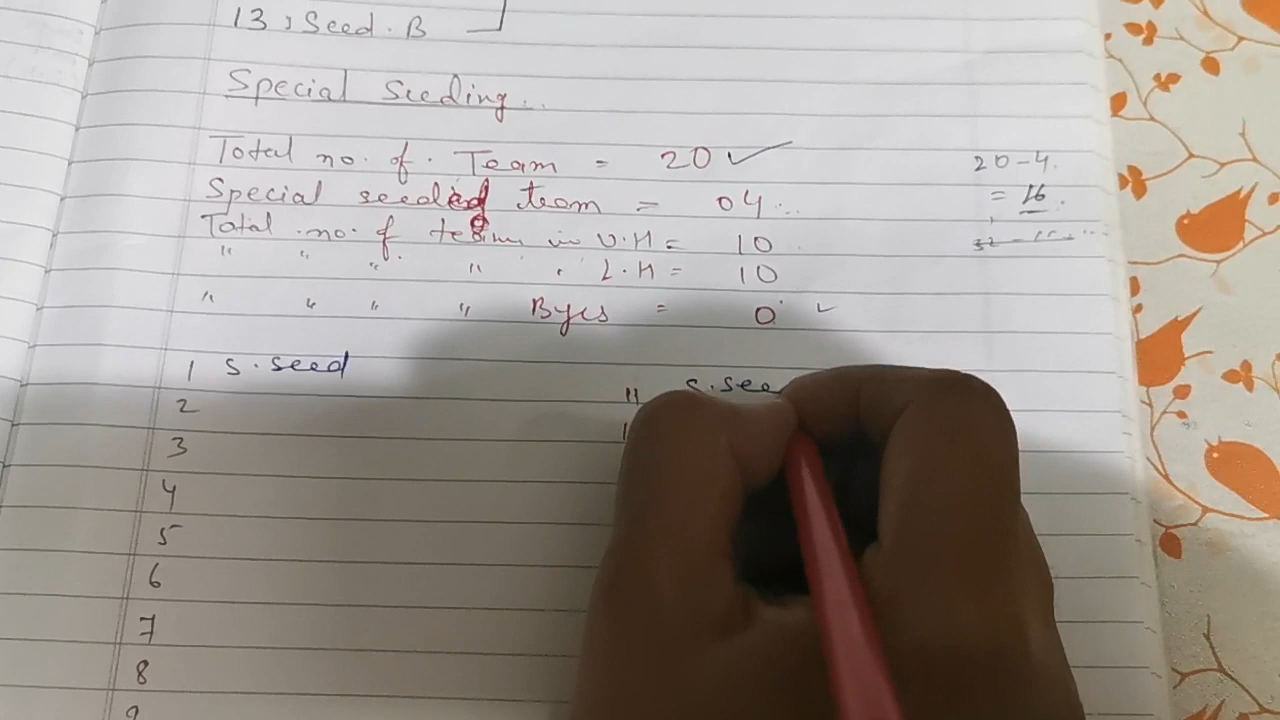 13, Seed. B
Special Seeding..
Total no. of. Team = 20 ✓
Special seeded team = 04...
Total .no. of team in U.H = 10
" " " " " L.H = 10
" " " " Byes = 0 ✓
20-4.
= 16.
1 S.seed
2
3
4
5
6
7
8
9
11 S.see